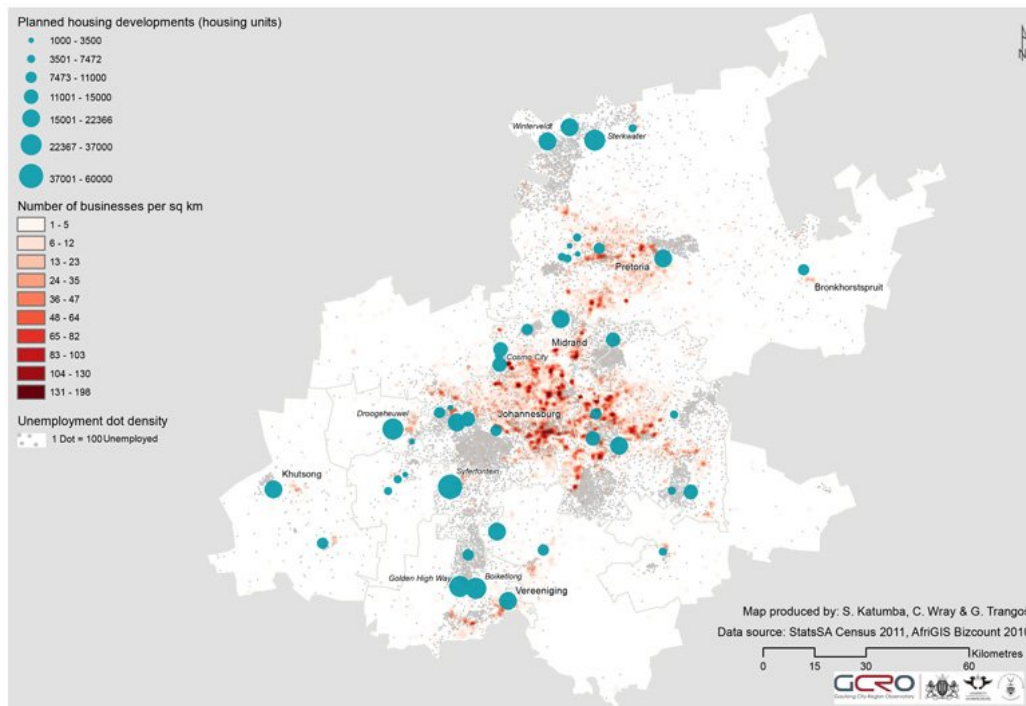 Planned housing developments (housing units)
1000 - 3500
3501 - 7472
7473 - 11000
11001 - 15000
15001 - 22366
22367 - 37000
37001 - 60000
Number of businesses per sq km
1 - 5
6 - 12
13 - 23
24 - 35
36 - 47
48 - 64
65 - 82
83 - 103
104 - 130
131 - 198
Unemployment dot density
1 Dot = 100 Unemployed
N
Winterveldt
Sterkwater
Pretoria
Bronkhorstspruit
Midrand
Cosmo City
Droogeheuwel
Johannesburg
Khutsong
Syferfontein
Golden High Way
Boiketlong
Vereeniging
Map produced by: S. Katumba, C. Wray & G. Trangos
Data source: StatsSA Census 2011, AfriGIS Bizcount 2010
Kilometres
0 15 30 60
GCRO
Gauteng City-Region Observatory